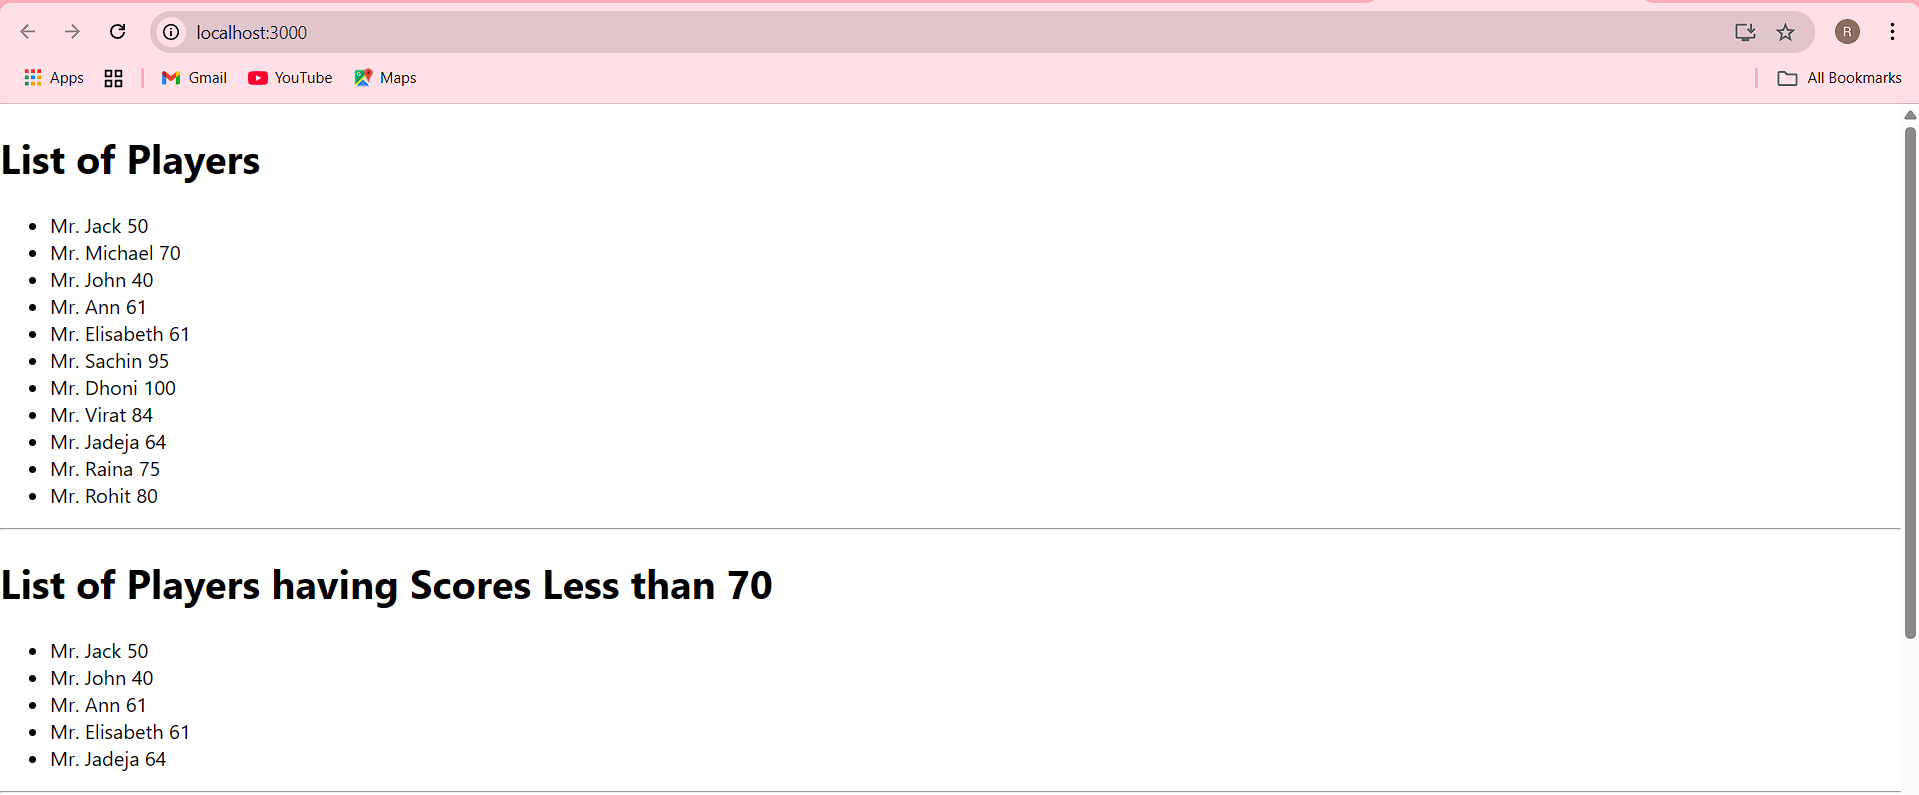 localhost:3000
R
Apps Gmail YouTube Maps All Bookmarks
List of Players
Mr. Jack 50
Mr. Michael 70
Mr. John 40
Mr. Ann 61
Mr. Elisabeth 61
Mr. Sachin 95
Mr. Dhoni 100
Mr. Virat 84
Mr. Jadeja 64
Mr. Raina 75
Mr. Rohit 80
List of Players having Scores Less than 70
Mr. Jack 50
Mr. John 40
Mr. Ann 61
Mr. Elisabeth 61
Mr. Jadeja 64